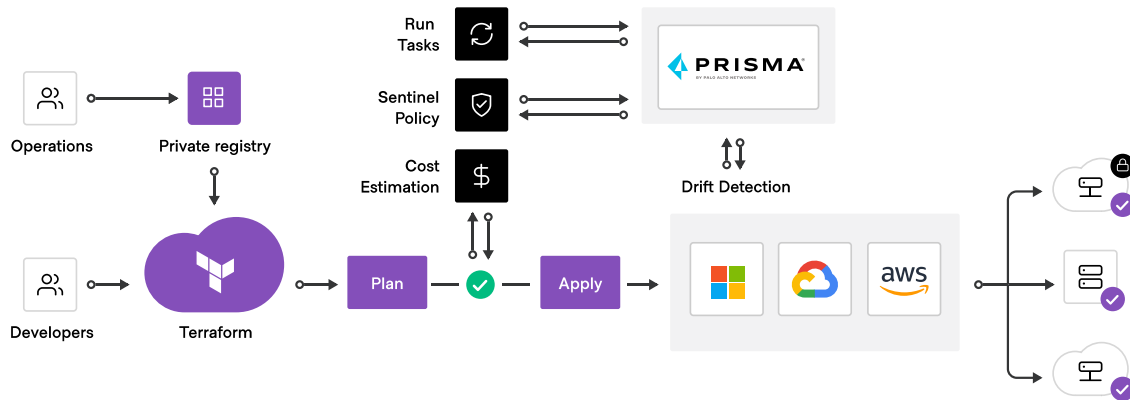 Run
Tasks
PRISMA
BY PALO ALTO NETWORKS
Sentinel
Policy
Operations
Private registry
Cost
Estimation
Drift Detection
Plan
Apply
aws
Developers
Terraform